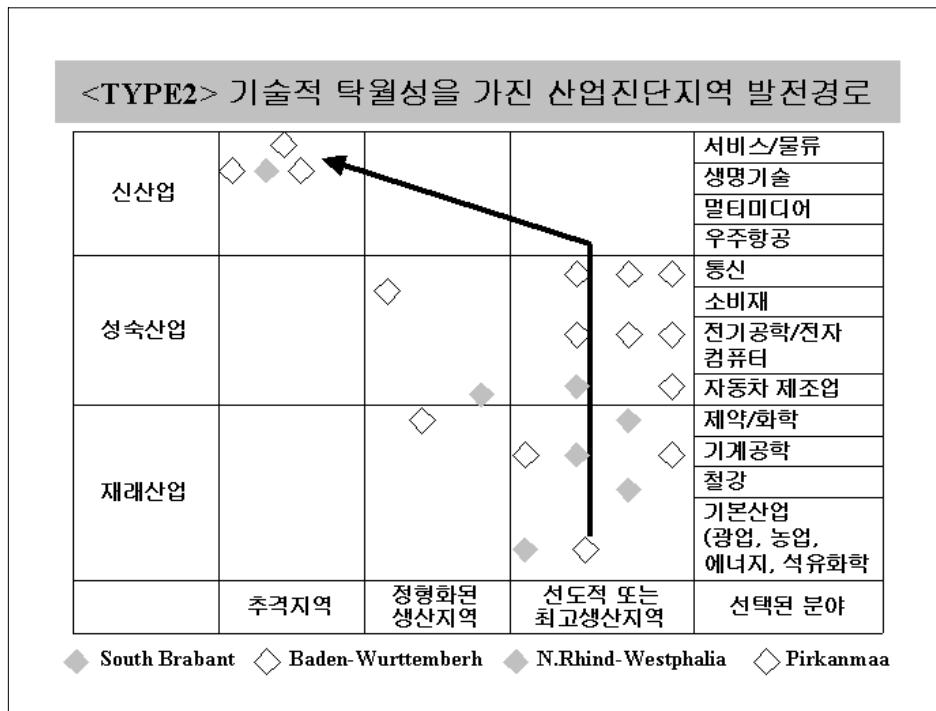 <TYPE2> 기술적 탁월성을 가진 산업진단지역 발전경로
신산업
서비스/물류
생명기술
멀티미디어
우주항공
성숙산업
통신
소비재
전기공학/전자
컴퓨터
자동차 제조업
재래산업
제약/화학
기계공학
철강
기본산업
(광업, 농업,
에너지, 석유화학
추격지역
정형화된
생산지역
선도적 또는
최고생산지역
선택된 분야
South Brabant
Baden-Wurttemberh
N.Rhind-Westphalia
Pirkanmaa